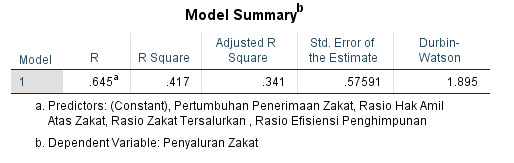 Model Summaryb
Model R R Square Adjusted R Square Std. Error of the Estimate Durbin-Watson
1 .645a .417 .341 .57591 1.895
a. Predictors: (Constant), Pertumbuhan Penerimaan Zakat, Rasio Hak Amil
Atas Zakat, Rasio Zakat Tersalurkan , Rasio Efisiensi Penghimpunan
b. Dependent Variable: Penyaluran Zakat